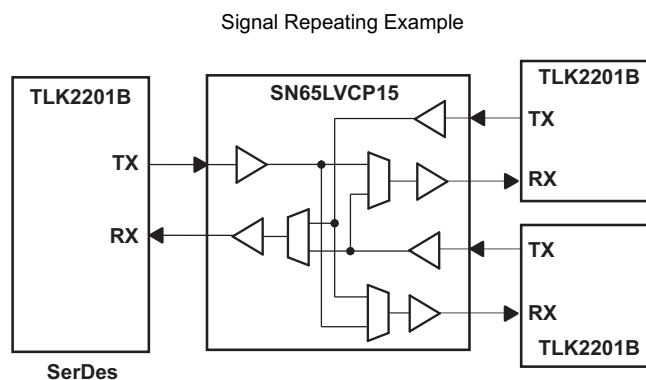 Signal Repeating Example
TLK2201B
TX
RX
SerDes
SN65LVCP15
TLK2201B
TX
RX
TX
RX
TLK2201B